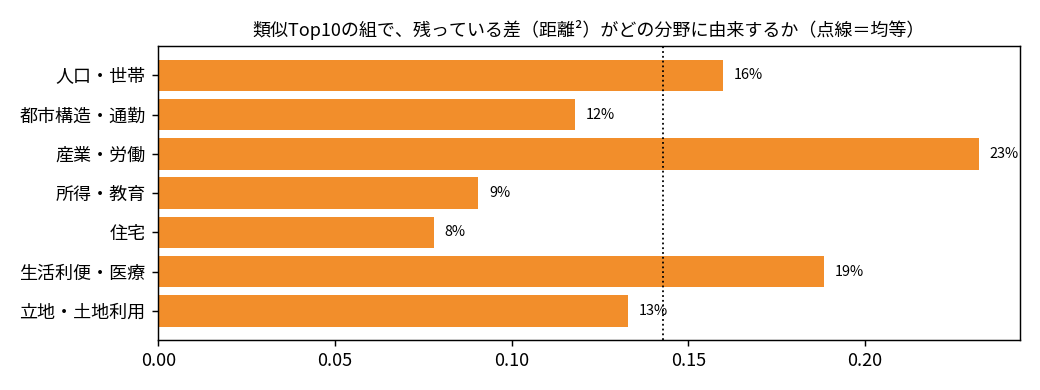 類似Top10の組で、残っている差（距離²）がどの分野に由来するか（点線＝均等）
人口・世帯 16%
都市構造・通勤 12%
産業・労働 23%
所得・教育 9%
住宅 8%
生活利便・医療 19%
立地・土地利用 13%
0.00 0.05 0.10 0.15 0.20